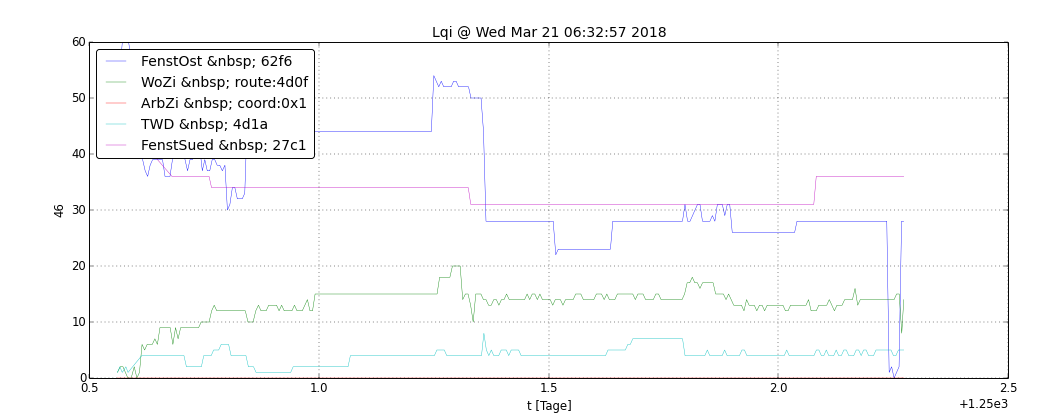 Lqi @ Wed Mar 21 06:32:57 2018
60
50
40
30
20
10
0
46
FenstOst &nbsp; 62f6
WoZi &nbsp; route:4d0f
ArbZi &nbsp; coord:0x1
TWD &nbsp; 4d1a
FenstSued &nbsp; 27c1
0.5 1.0 1.5 2.0 2.5
t [Tage]
+1.25e3